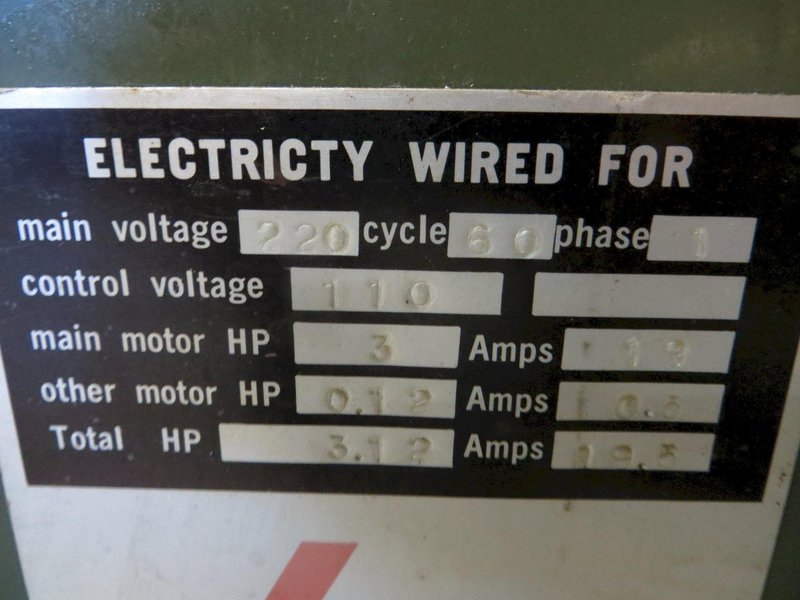 ELECTRICTY WIRED FOR
main voltage 220 cycle 60 phase 1
control voltage 110
main motor HP 3 Amps 19
other motor HP 0.12 Amps
Total HP 3.12 Amps